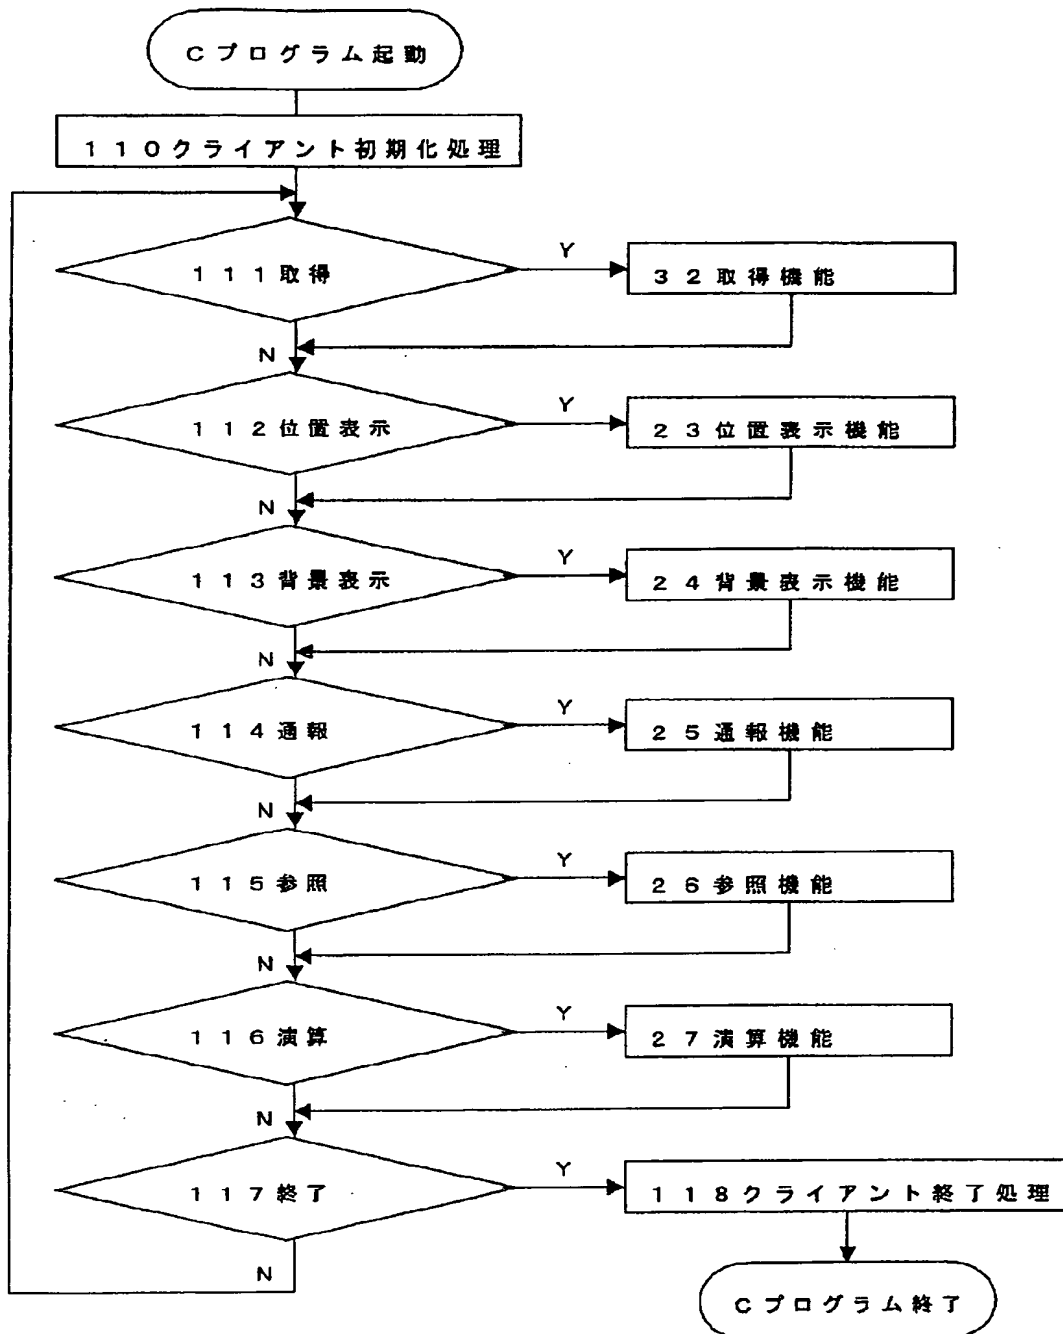 Cプログラム起動
110クライアント初期化処理
111取得
Y
32取得機能
N
112位置表示
Y
23位置表示機能
N
113背景表示
Y
24背景表示機能
N
114通報
Y
25通報機能
N
115参照
Y
26参照機能
N
116演算
Y
27演算機能
N
117終了
Y
118クライアント終了処理
N
Cプログラム終了